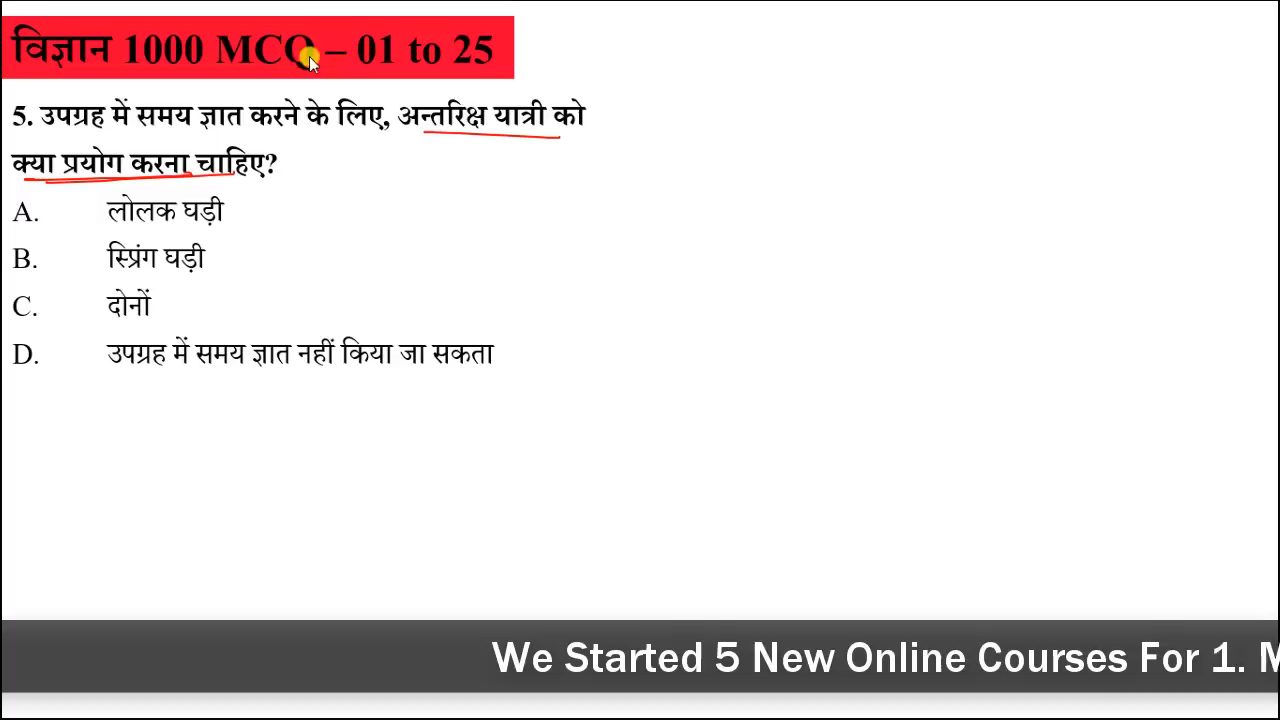 विज्ञान 1000 MCQ – 01 to 25
5. उपग्रह में समय ज्ञात करने के लिए, अन्तरिक्ष यात्री को
क्या प्रयोग करना चाहिए?
A. लोलक घड़ी
B. स्प्रिंग घड़ी
C. दोनों
D. उपग्रह में समय ज्ञात नहीं किया जा सकता
We Started 5 New Online Courses For 1. M